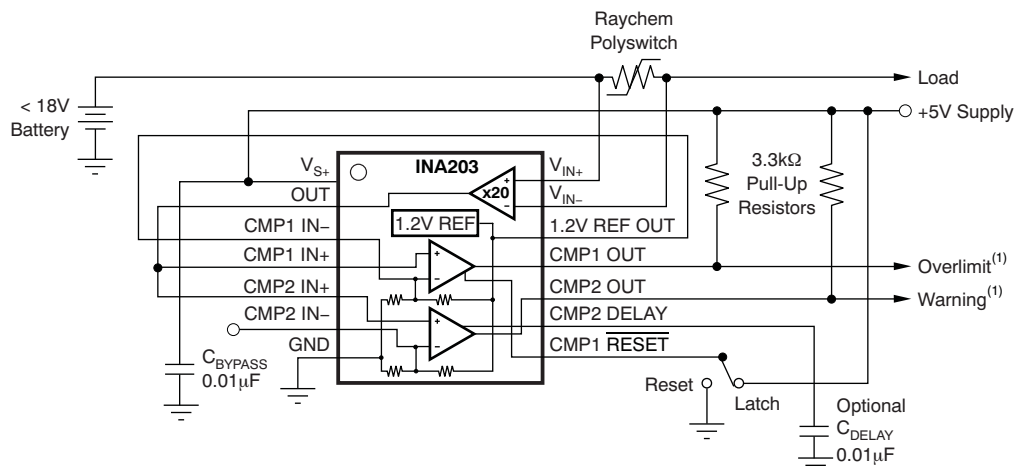 Raychem
Polyswitch
Load
< 18V
Battery
+5V Supply
V_S+
INA203
V_IN+
3.3kΩ
Pull-Up
Resistors
OUT
x20
V_IN−
CMP1 IN−
1.2V REF
1.2V REF OUT
CMP1 IN+
CMP1 OUT
Overlimit(1)
CMP2 IN+
CMP2 OUT
Warning(1)
CMP2 IN−
CMP2 DELAY
GND
CMP1 RESET
C_BYPASS
0.01µF
Reset
Latch
Optional
C_DELAY
0.01µF